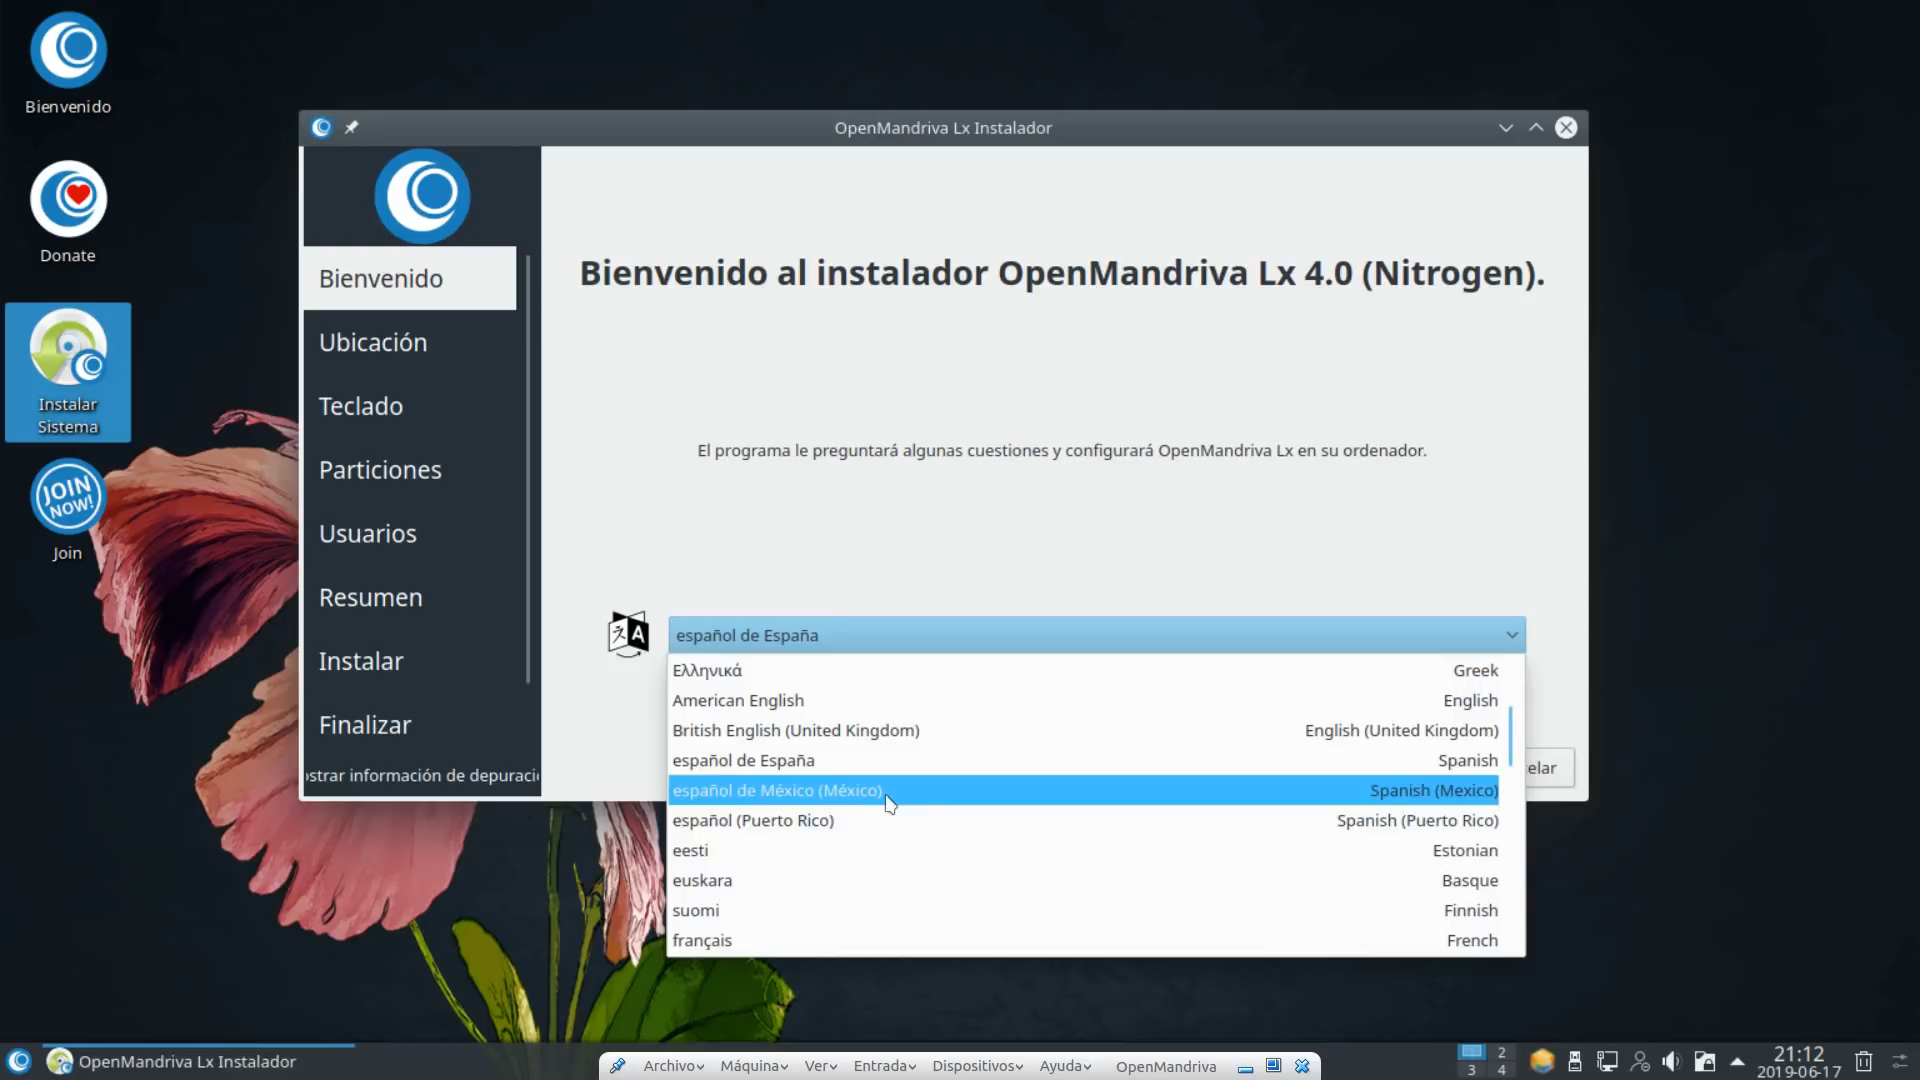 Bienvenido
Donate
Instalar
Sistema
JOIN
NOW!
Join
OpenMandriva Lx Instalador
Bienvenido
Ubicación
Teclado
Particiones
Usuarios
Resumen
Instalar
Finalizar
ostrar información de depuraci
Bienvenido al instalador OpenMandriva Lx 4.0 (Nitrogen).
El programa le preguntará algunas cuestiones y configurará OpenMandriva Lx en su ordenador.
A
español de España
Ελληνικά Greek
American English English
British English (United Kingdom) English (United Kingdom)
español de España Spanish
español de México (México) Spanish (Mexico)
español (Puerto Rico) Spanish (Puerto Rico)
eesti Estonian
euskara Basque
suomi Finnish
français French
elar
OpenMandriva Lx Instalador
Archivo Máquina Ver Entrada Dispositivos Ayuda OpenMandriva
2
3 4
21:12
2019-06-17